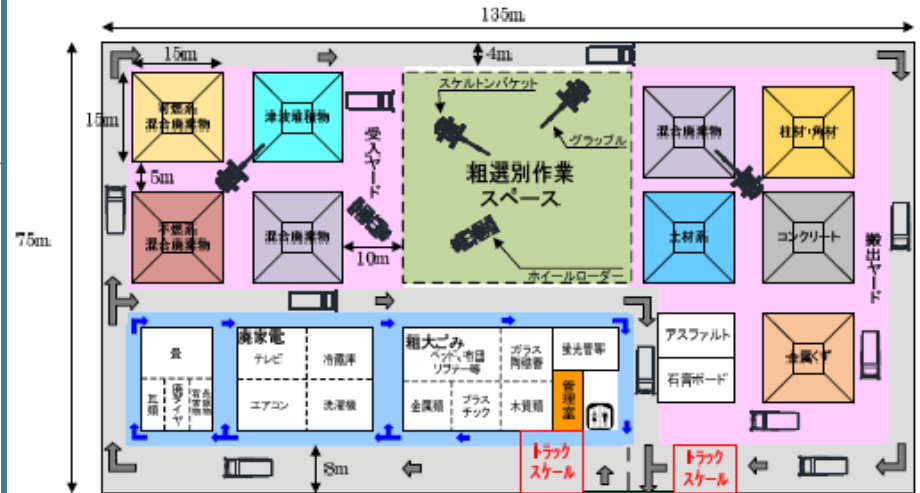 135m
4m
15m
15m
5m
10m
75m
8m
可燃系
混合廃棄物
津波堆積物
不燃系
混合廃棄物
混合廃棄物
受入ヤード
スケルトンバケット
グラップル
粗選別作業
スペース
ホイールローダー
混合廃棄物
柱材・角材
土材系
コンクリート
搬出ヤード
アスファルト
石膏ボード
金属くず
畳
瓦類
廃タイヤ
廃家電
テレビ
冷蔵庫
エアコン
洗濯機
粗大ごみ
ベッド、布団
ソファー等
ガラス
陶磁器
蛍光管等
金属類
プラス
チック
木質類
管理室
トラック
スケール
トラック
スケール